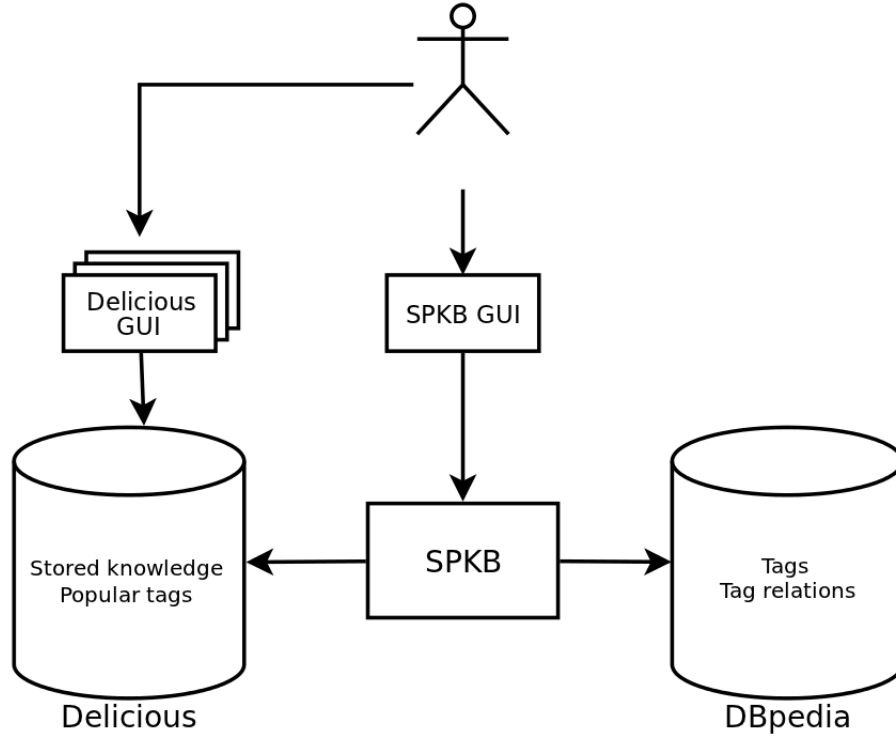 Delicious
GUI
SPKB GUI
Stored knowledge
Popular tags
SPKB
Tags
Tag relations
Delicious
DBpedia